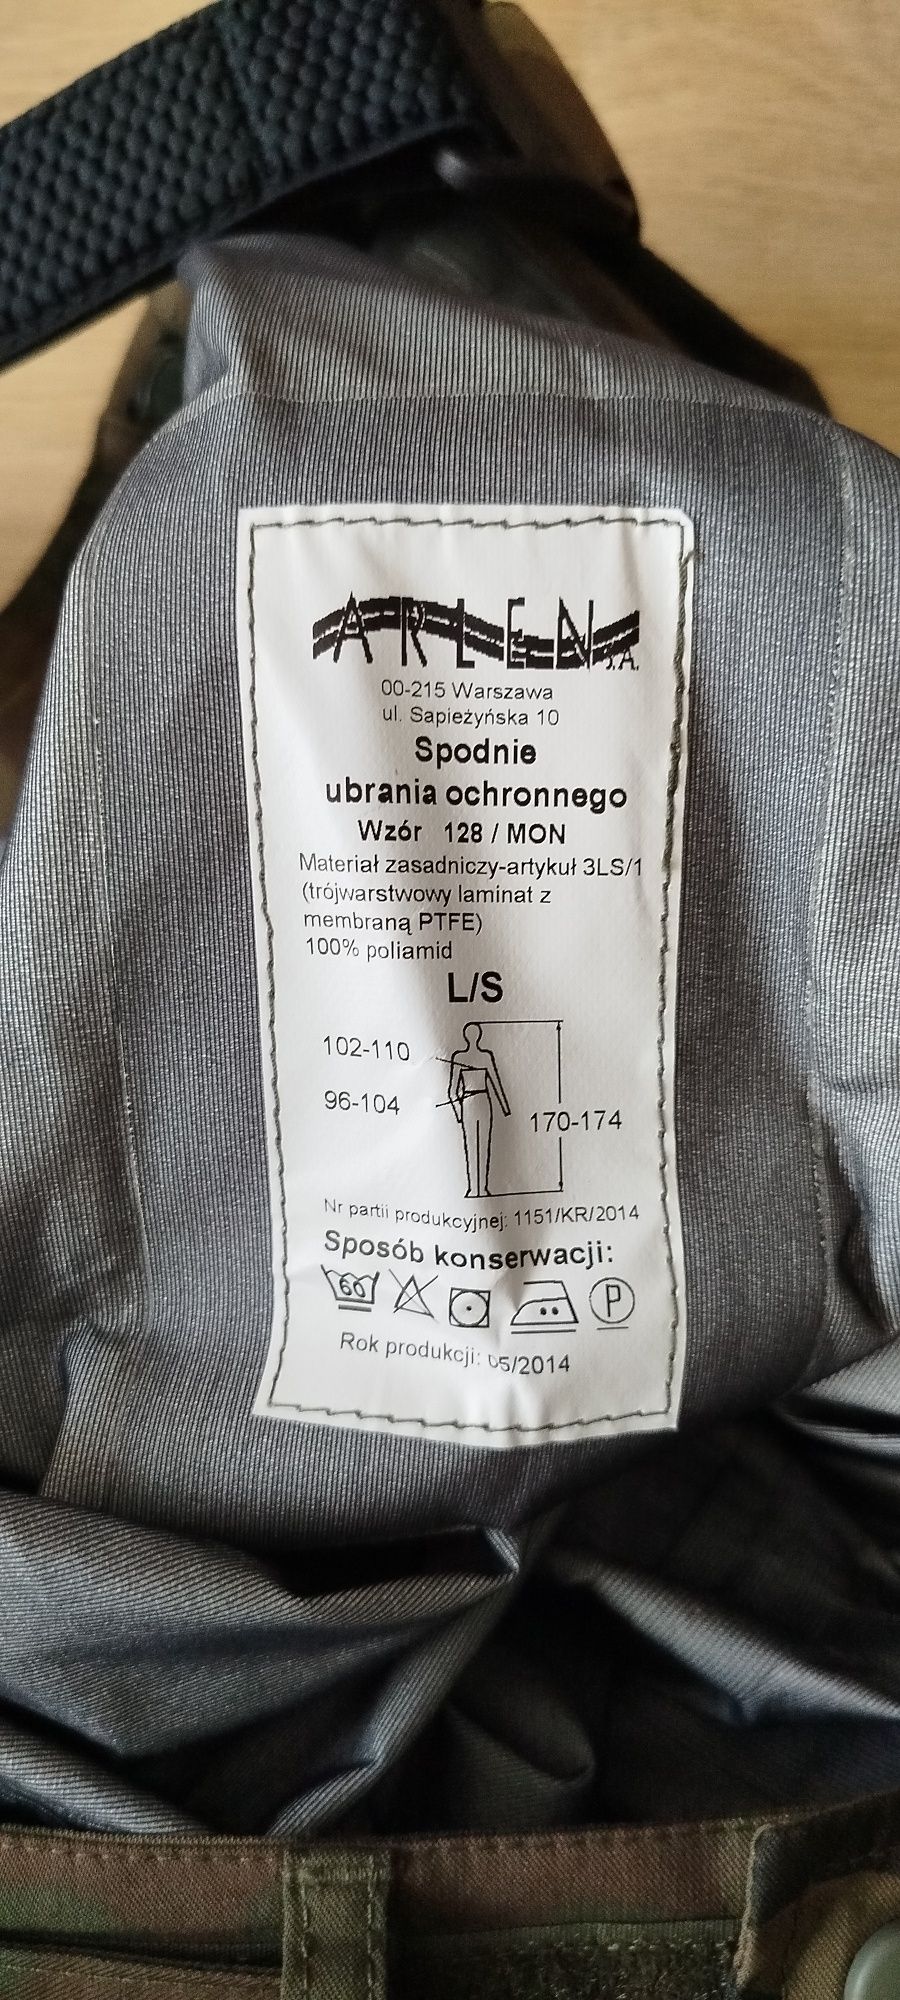 ARLEN S.A.
00-215 Warszawa
ul. Sapieżyńska 10
Spodnie
ubrania ochronnego
Wzór 128 / MON
Materiał zasadniczy-artykuł 3LS/1
(trójwarstwowy laminat z
membraną PTFE)
100% poliamid
L/S
102-110
96-104
170-174
Nr partii produkcyjnej: 1151/KR/2014
Sposób konserwacji:
60 P
Rok produkcji: 05/2014